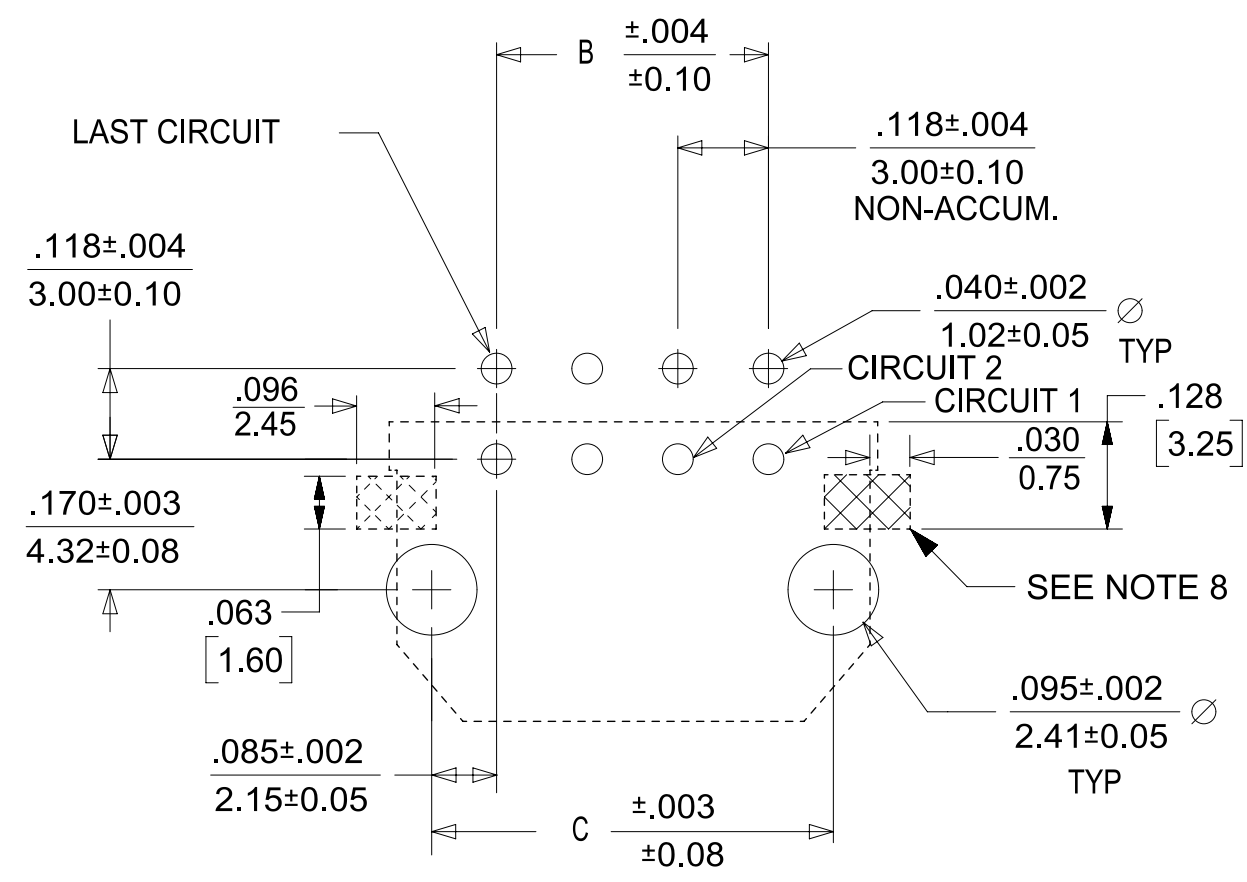 ±.004
B
±0.10
LAST CIRCUIT
.118±.004
3.00±0.10
NON-ACCUM.
.118±.004
3.00±0.10
.040±.002
1.02±0.05 ∅
TYP
CIRCUIT 2
CIRCUIT 1
.096
2.45
.128
[3.25]
.030
0.75
.170±.003
4.32±0.08
SEE NOTE 8
.063
[1.60]
.095±.002
2.41±0.05 ∅
TYP
.085±.002
2.15±0.05
±.003
C
±0.08